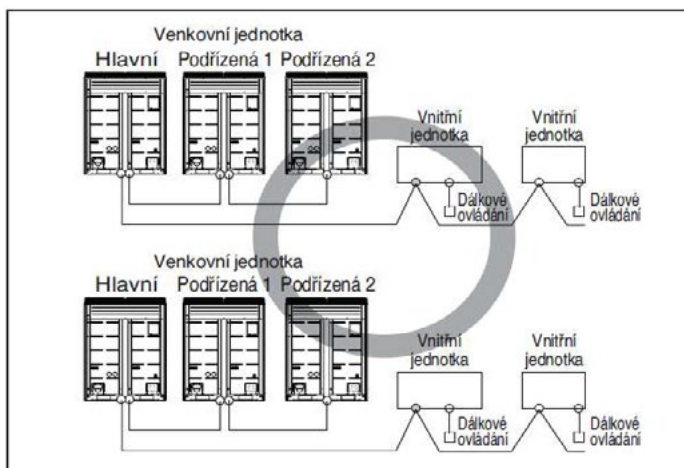 Venkovní jednotka
Hlavní Podřízená 1 Podřízená 2
Vnitřní
jednotka
Vnitřní
jednotka
Dálkové
ovládání
Dálkové
ovládání
Venkovní jednotka
Hlavní Podřízená 1 Podřízená 2
Vnitřní
jednotka
Vnitřní
jednotka
Dálkové
ovládání
Dálkové
ovládání